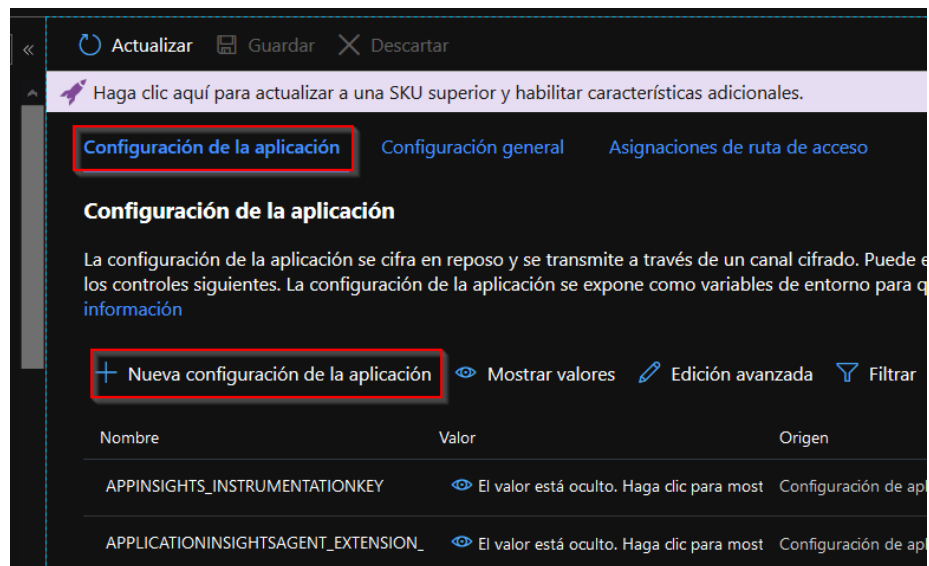 « Actualizar Guardar Descartar
Haga clic aquí para actualizar a una SKU superior y habilitar características adicionales.
Configuración de la aplicación Configuración general Asignaciones de ruta de acceso
Configuración de la aplicación
La configuración de la aplicación se cifra en reposo y se transmite a través de un canal cifrado. Puede e
los controles siguientes. La configuración de la aplicación se expone como variables de entorno para q
información
+ Nueva configuración de la aplicación Mostrar valores Edición avanzada Filtrar
Nombre Valor Origen
APPINSIGHTS_INSTRUMENTATIONKEY El valor está oculto. Haga clic para most Configuración de apl
APPLICATIONINSIGHTSAGENT_EXTENSION_ El valor está oculto. Haga clic para most Configuración de apl